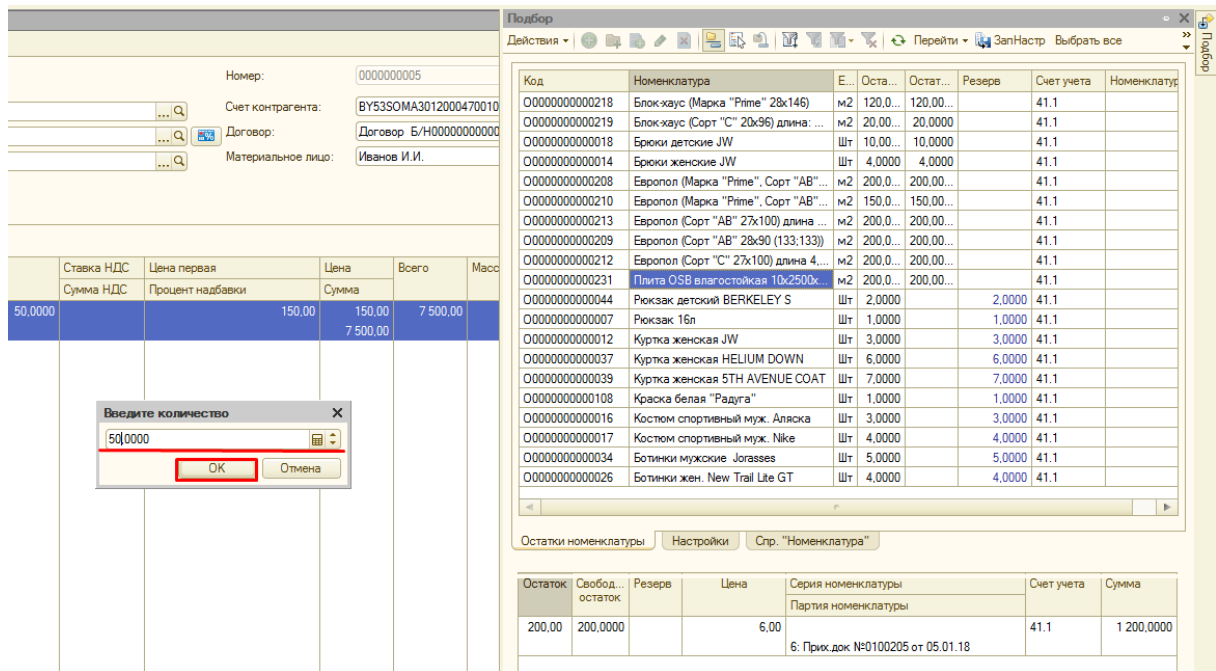 Подбор
Действия Перейти ЗапНастр Выбрать все »
Подбор
Номер: 0000000005
Счет контрагента: BY53SOMA3012000470010
Договор: Договор Б/Н00000000000
Материальное лицо: Иванов И.И.
Ставка НДС Цена первая Цена Всего Масс
Сумма НДС Процент надбавки Сумма
50,0000 150,00 150,00 7 500,00
7 500,00
Введите количество
50,0000
OK Отмена
Код Номенклатура Е... Оста... Остат... Резерв Счет учета Номенклатур
О0000000000218 Блок-хаус (Марка "Prime" 28x146) м2 120,0... 120,00... 41.1
О0000000000219 Блок-хаус (Сорт "С" 20x96) длина: ... м2 20,00... 20,0000 41.1
О0000000000018 Брюки детские JW Шт 10,00... 10,0000 41.1
О0000000000014 Брюки женские JW Шт 4,0000 4,0000 41.1
О0000000000208 Европол (Марка "Prime", Сорт "АВ"... м2 200,0... 200,00... 41.1
О0000000000210 Европол (Марка "Prime", Сорт "АВ"... м2 150,0... 150,00... 41.1
О0000000000213 Европол (Сорт "АВ" 27x100) длина ... м2 200,0... 200,00... 41.1
О0000000000209 Европол (Сорт "АВ" 28x90 (133;133)) м2 200,0... 200,00... 41.1
О0000000000212 Европол (Сорт "С" 27x100) длина 4,... м2 200,0... 200,00... 41.1
О0000000000231 Плита OSB влагостойкая 10x2500x... м2 200,0... 200,00... 41.1
О0000000000044 Рюкзак детский BERKELEY S Шт 2,0000 2,0000 41.1
О0000000000007 Рюкзак 16л Шт 1,0000 1,0000 41.1
О0000000000012 Куртка женская JW Шт 3,0000 3,0000 41.1
О0000000000037 Куртка женская HELIUM DOWN Шт 6,0000 6,0000 41.1
О0000000000039 Куртка женская 5TH AVENUE COAT Шт 7,0000 7,0000 41.1
О0000000000108 Краска белая "Радуга" Шт 1,0000 1,0000 41.1
О0000000000016 Костюм спортивный муж. Аляска Шт 3,0000 3,0000 41.1
О0000000000017 Костюм спортивный муж. Nike Шт 4,0000 4,0000 41.1
О0000000000034 Ботинки мужские Jorasses Шт 5,0000 5,0000 41.1
О0000000000026 Ботинки жен. New Trail Lite GT Шт 4,0000 4,0000 41.1
Остатки номенклатуры Настройки Спр. "Номенклатура"
Остаток Свобод... остаток Резерв Цена Серия номенклатуры Счет учета Сумма
Партия номенклатуры
200,00 200,0000 6,00 41.1 1 200,0000
6: Прих.док №0100205 от 05.01.18